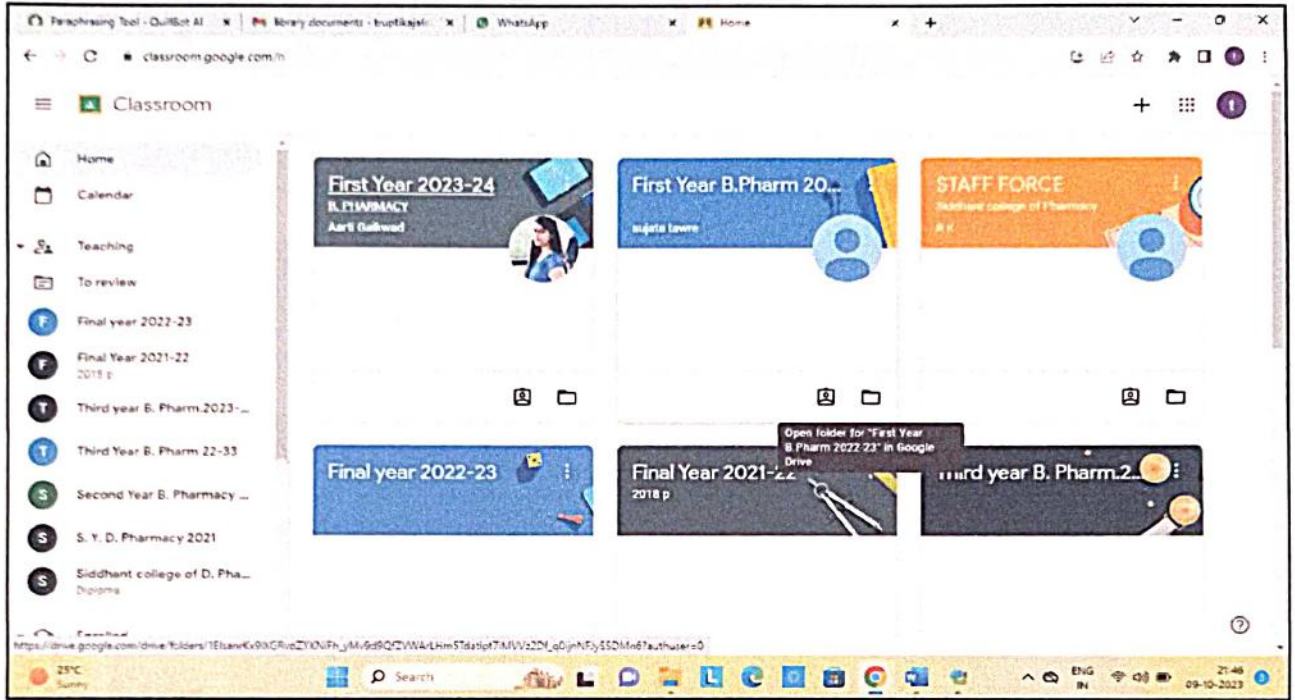 Paraphrasing Tool - QuillBot AI
library documents - truptikajale
WhatsApp
Home
classroom.google.com/h
Classroom
t
Home
Calendar
Teaching
To review
F Final year 2022-23
F Final Year 2021-22
2018 p
T Third year B. Pharm.2023-...
T Third Year B. Pharm 22-33
S Second Year B. Pharmacy ...
S S. Y. D. Pharmacy 2021
S Siddhant college of D. Pha...
Diploma
Enrolled
First Year 2023-24
B. PHARMACY
Aarti Gaikwad
First Year B.Pharm 20...
sujata tawre
STAFF FORCE
Siddhant college of Pharmacy
R K
Open folder for "First Year
B.Pharm 2022-23" in Google
Drive
Final year 2022-23
Final Year 2021-22
2018 p
Third year B. Pharm.2...
25°C
Sunny
Search
ENG
IN
21:46
09-10-2023